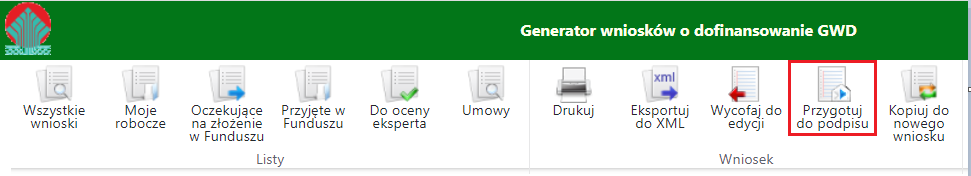 Generator wniosków o dofinansowanie GWD
Wszystkie
wnioski
Moje
robocze
Oczekujące
na złożenie
w Funduszu
Przyjęte w
Funduszu
Do oceny
eksperta
Umowy
Drukuj
xml
Eksportuj
do XML
Wycofaj do
edycji
Przygotuj
do podpisu
Kopiuj do
nowego
wniosku
Listy
Wniosek